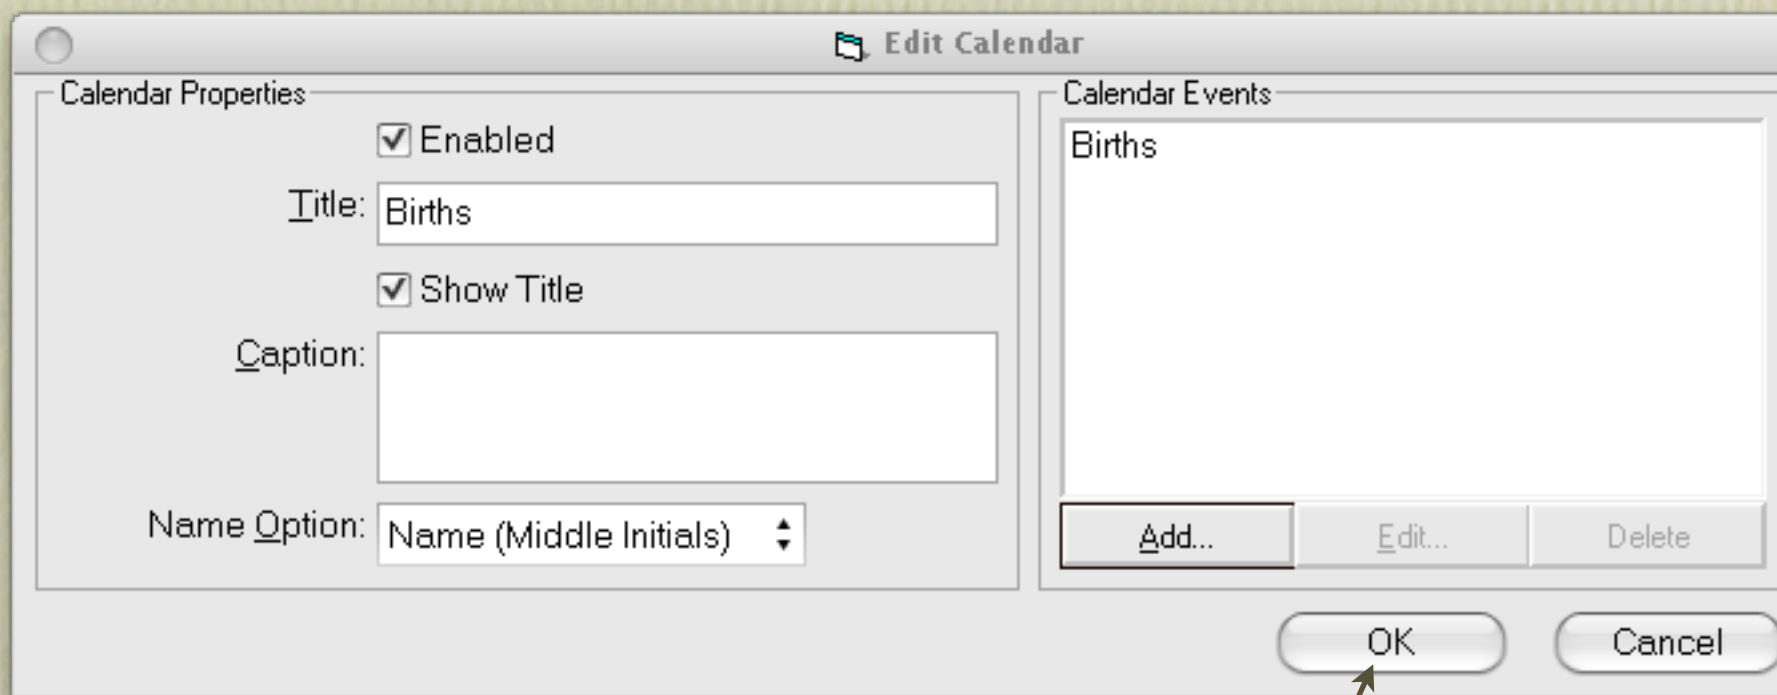 Edit Calendar
Calendar Properties
Enabled
Title: Births
Show Title
Caption:
Name Option: Name (Middle Initials)
Calendar Events
Births
Add... Edit... Delete
OK Cancel